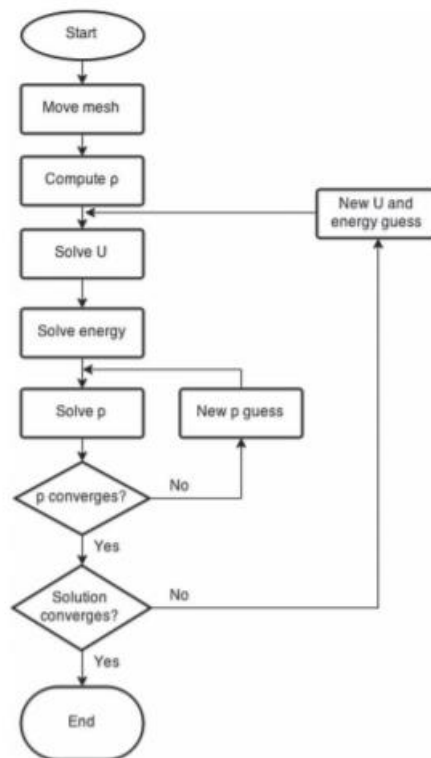 Start
Move mesh
Compute ρ
New U and
energy guess
Solve U
Solve energy
Solve p
New p guess
p converges?
No
Yes
Solution
converges?
No
Yes
End